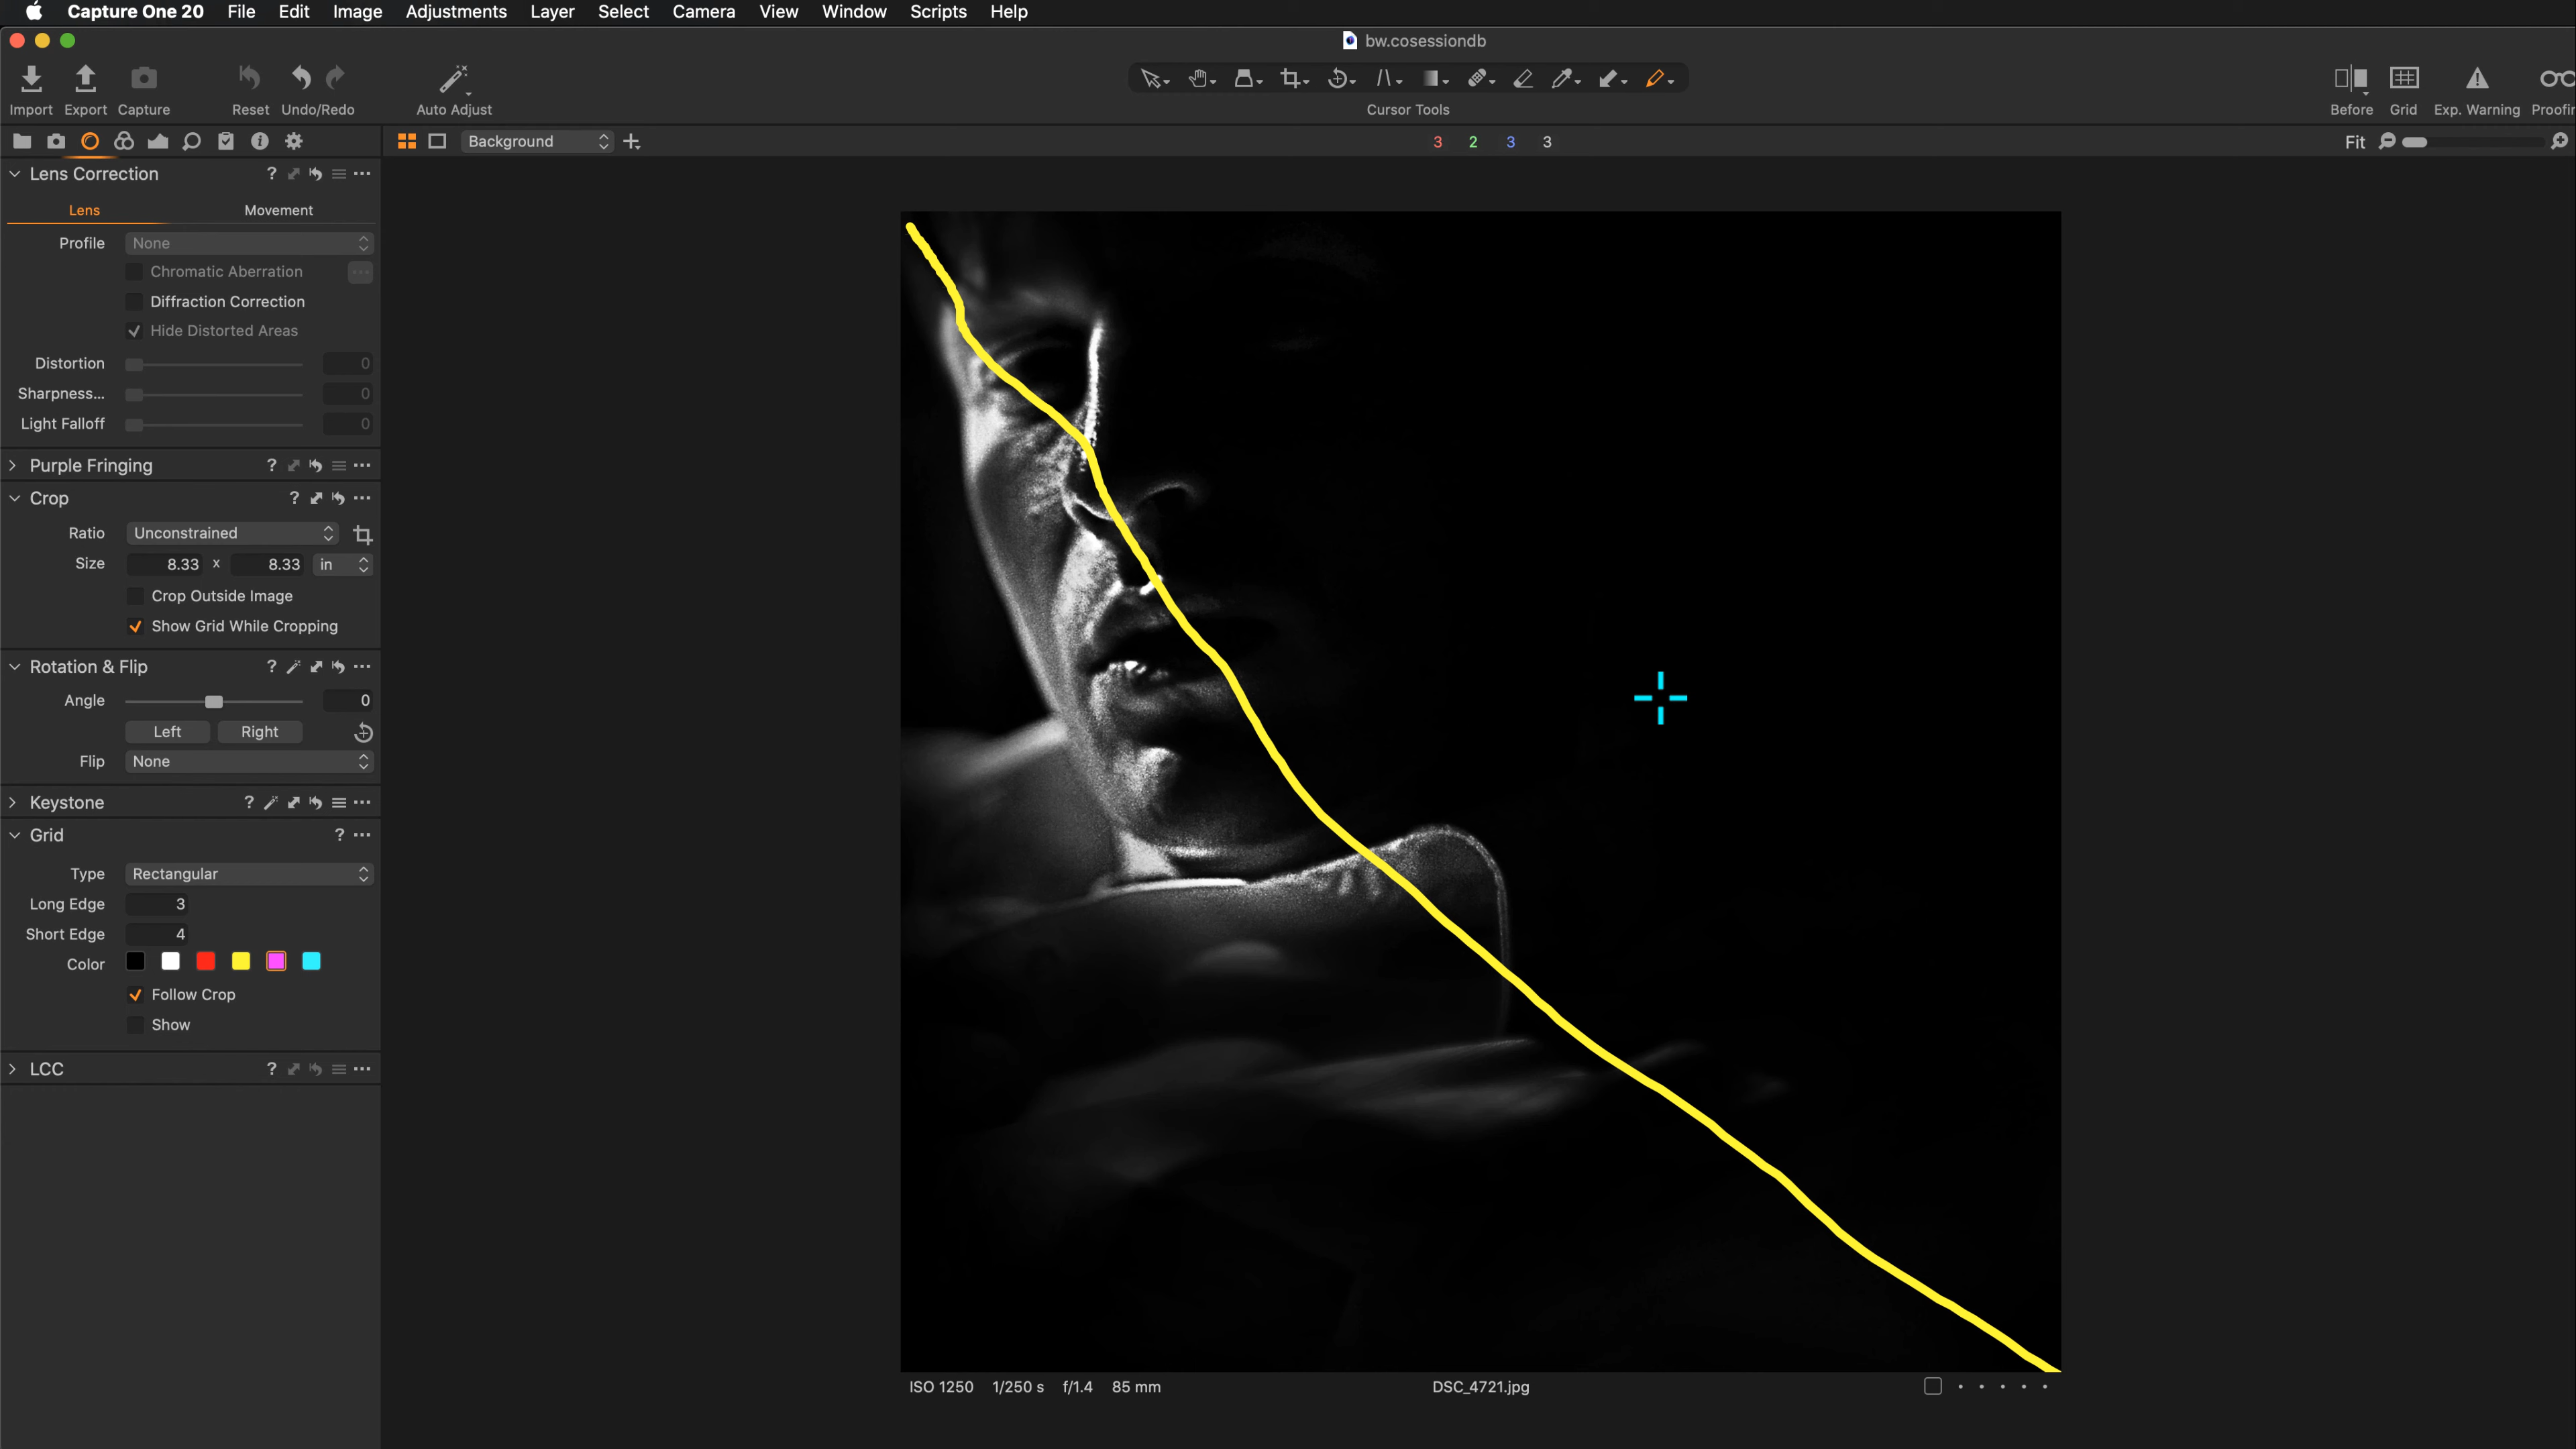 Capture One 20 File Edit Image Adjustments Layer Select Camera View Window Scripts Help
bw.cosessiondb
Import Export Capture Reset Undo/Redo Auto Adjust Cursor Tools Before Grid Exp. Warning Proofin
Background 3 2 3 3 Fit
Lens Correction ?
Lens Movement
Profile None
Chromatic Aberration
Diffraction Correction
Hide Distorted Areas
Distortion 0
Sharpness... 0
Light Falloff 0
Purple Fringing ?
Crop ?
Ratio Unconstrained
Size 8.33 x 8.33 in
Crop Outside Image
Show Grid While Cropping
Rotation & Flip ?
Angle 0
Left Right
Flip None
Keystone ?
Grid ?
Type Rectangular
Long Edge 3
Short Edge 4
Color
Follow Crop
Show
LCC ?
ISO 1250 1/250 s f/1.4 85 mm DSC_4721.jpg